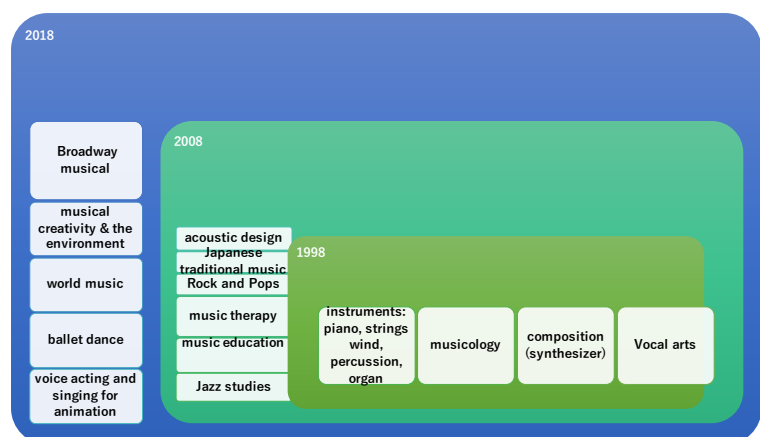 2018
Broadway
musical
musical
creativity & the
environment
world music
ballet dance
voice acting and
singing for
animation
2008
acoustic design
Japanese
traditional music
Rock and Pops
music therapy
music education
Jazz studies
1998
instruments:
piano, strings
wind,
percussion,
organ
musicology
composition
(synthesizer)
Vocal arts